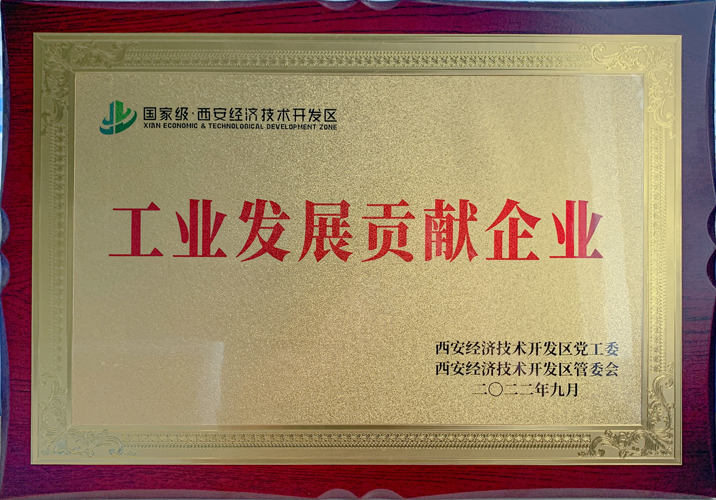 国家级·西安经济技术开发区
XIAN ECONOMIC & TECHNOLOGICAL DEVELOPMENT ZONE
工业发展贡献企业
西安经济技术开发区党工委
西安经济技术开发区管委会
二〇二二年九月